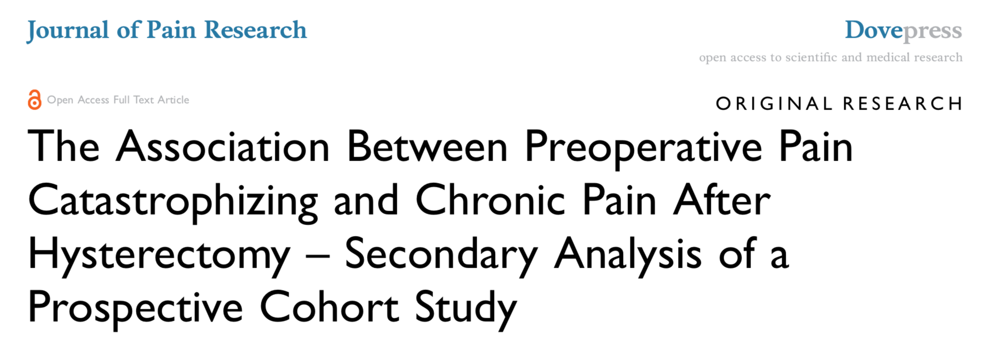 Journal of Pain Research
Dovepress
open access to scientific and medical research
Open Access Full Text Article
ORIGINAL RESEARCH
The Association Between Preoperative Pain
Catastrophizing and Chronic Pain After
Hysterectomy – Secondary Analysis of a
Prospective Cohort Study